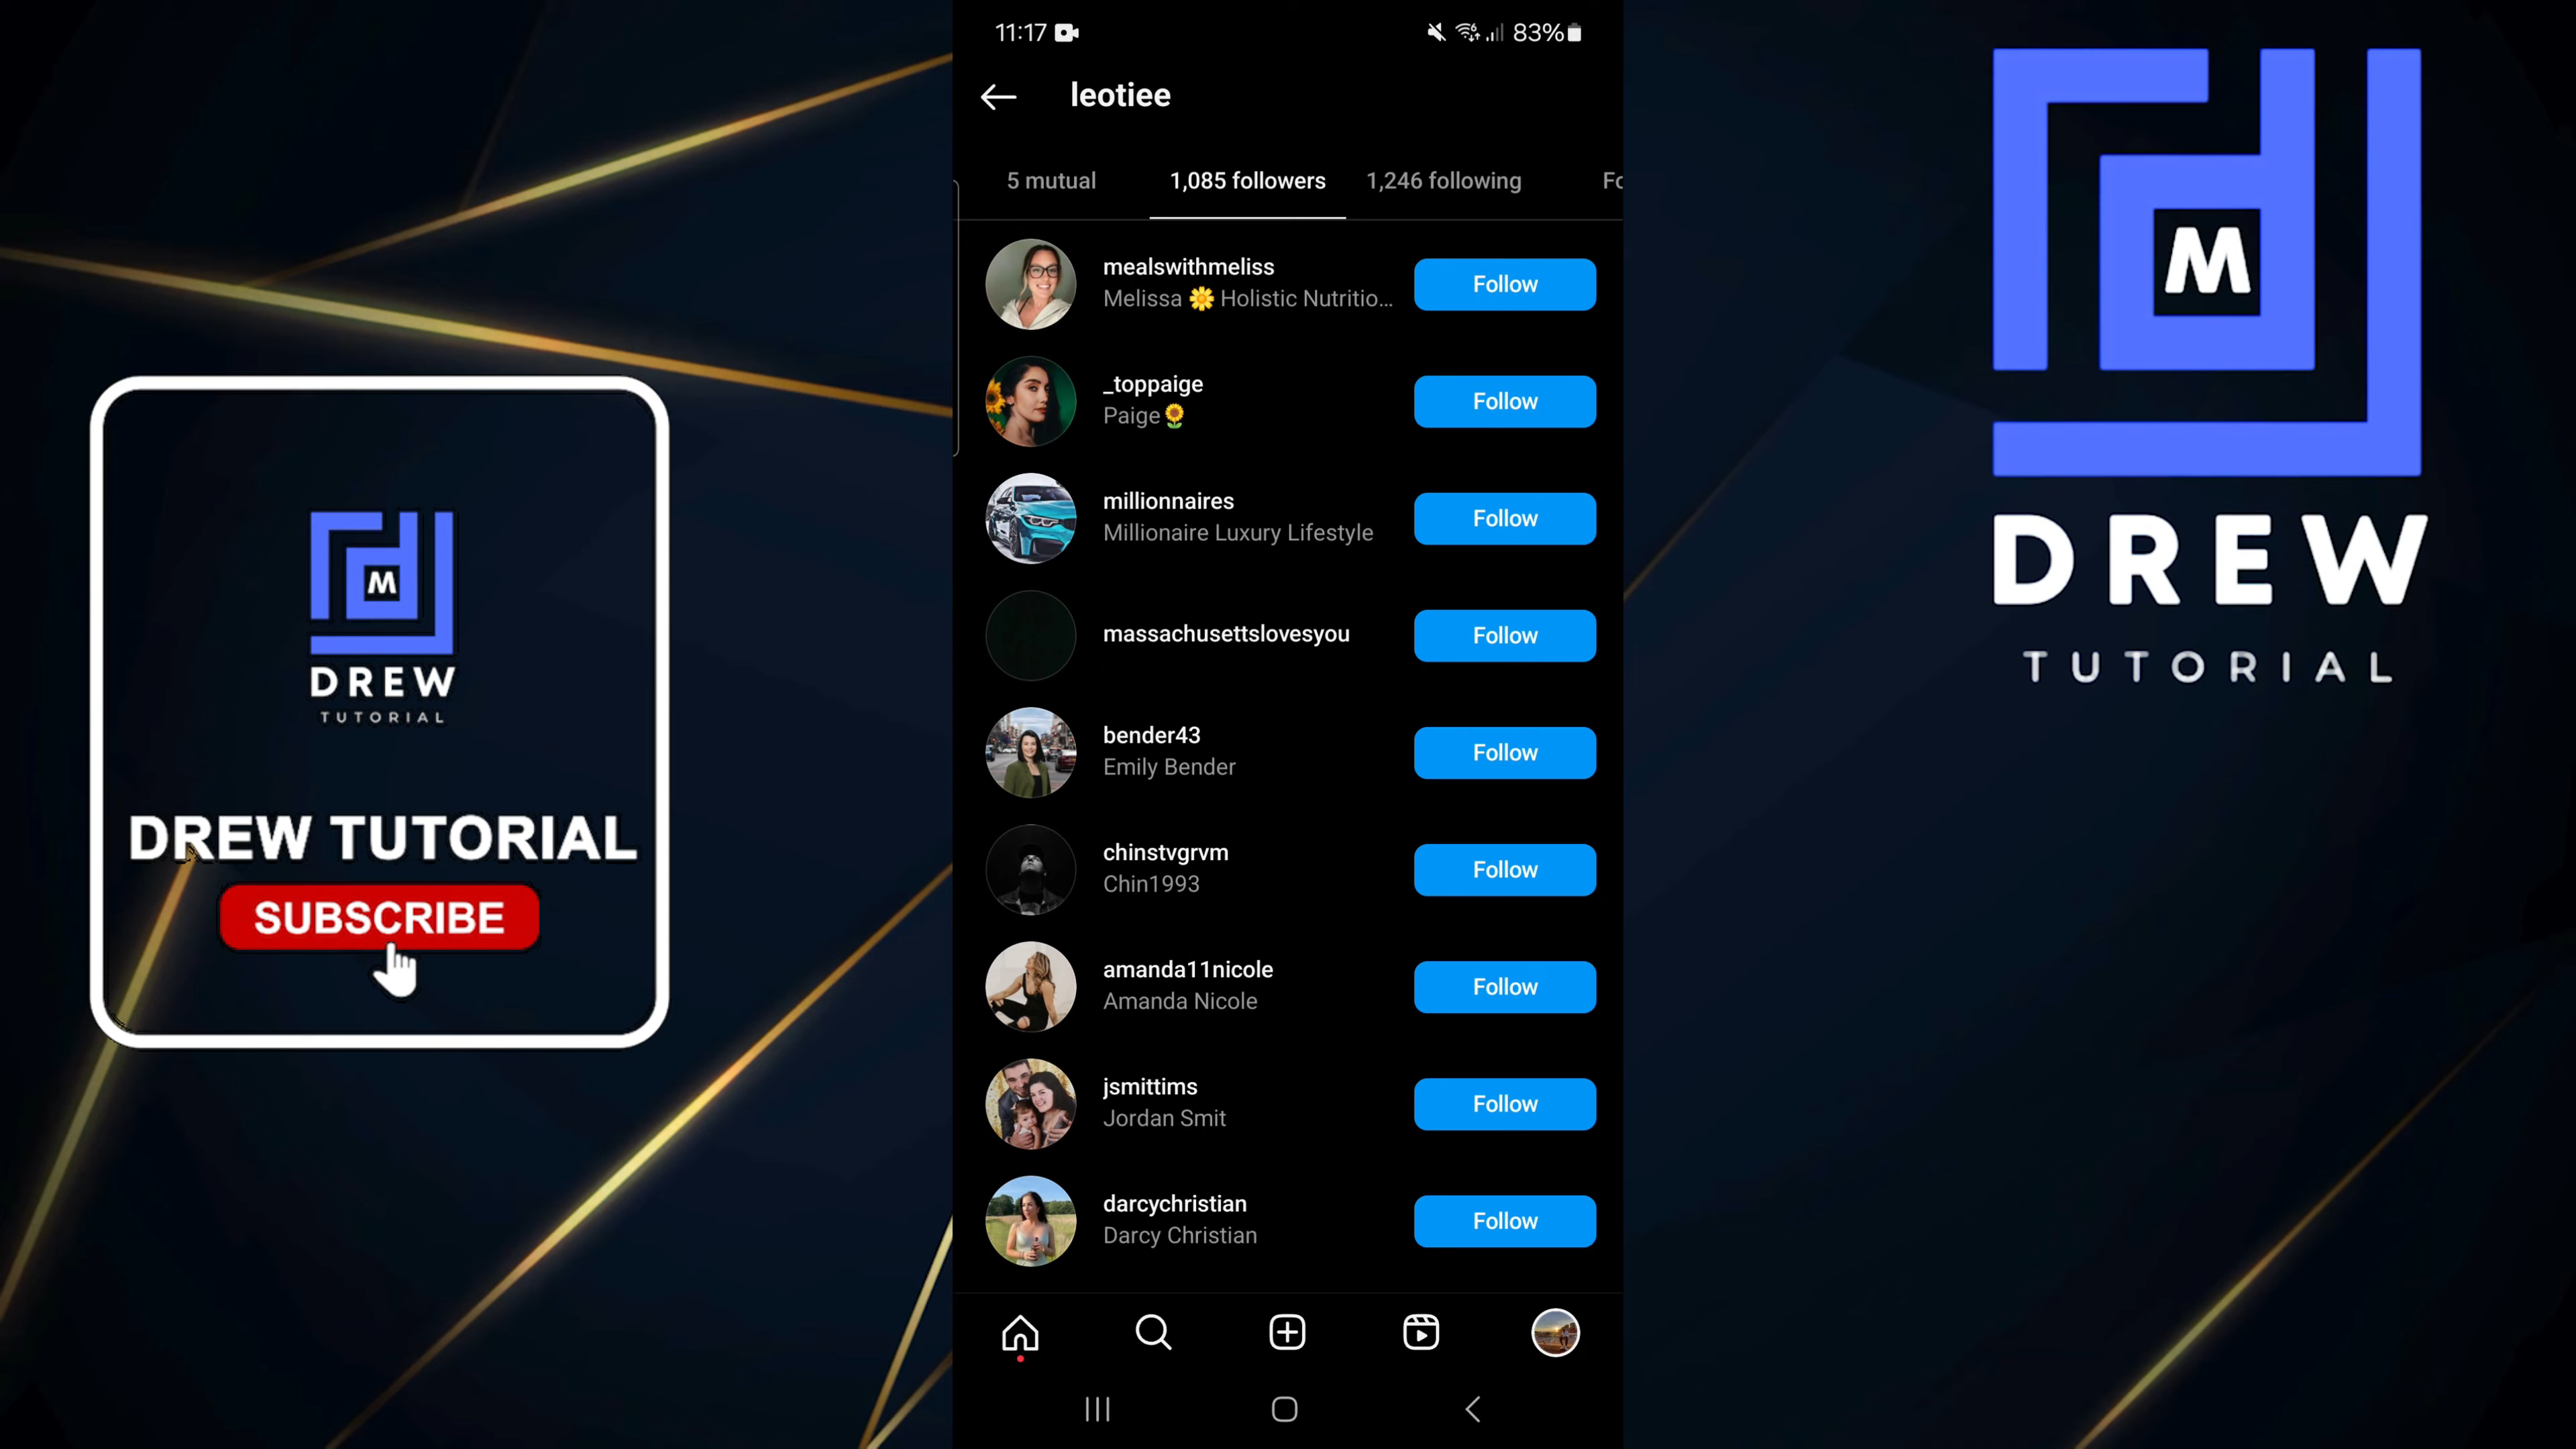 11:17
83%
leotiee
5 mutual
1,085 followers
1,246 following
Fo
mealswithmeliss
Melissa 🌼 Holistic Nutritio...
Follow
_toppaige
Paige🌻
Follow
millionnaires
Millionaire Luxury Lifestyle
Follow
massachusettslovesyou
Follow
bender43
Emily Bender
Follow
chinstvgrvm
Chin1993
Follow
amanda11nicole
Amanda Nicole
Follow
jsmittims
Jordan Smit
Follow
darcychristian
Darcy Christian
Follow
M
DREW
TUTORIAL
DREW TUTORIAL
SUBSCRIBE
M
DREW
TUTORIAL